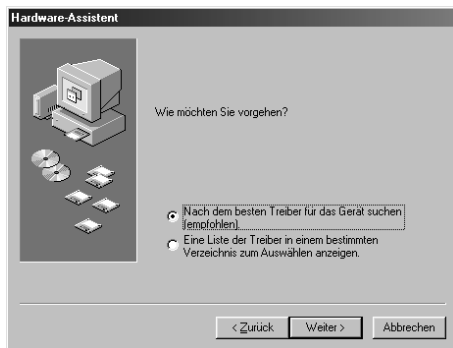 Hardware-Assistent
Wie möchten Sie vorgehen?
Nach dem besten Treiber für das Gerät suchen
(empfohlen).
Eine Liste der Treiber in einem bestimmten
Verzeichnis zum Auswählen anzeigen.
< Zurück Weiter > Abbrechen